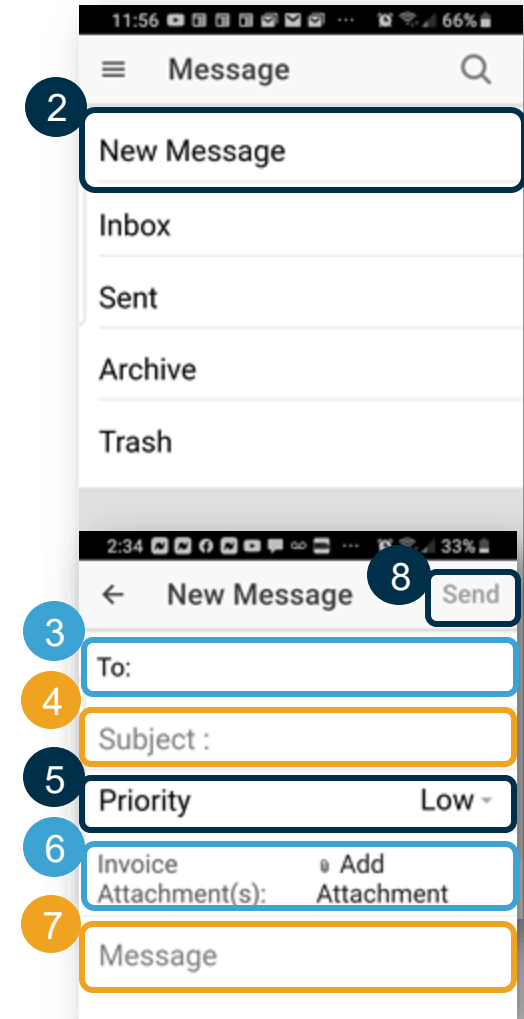 11:56 66%
Message
2
New Message
Inbox
Sent
Archive
Trash
2:34 33%
8
New Message Send
3
To:
4
Subject :
5
Priority Low
6
Invoice Add
Attachment(s): Attachment
7
Message